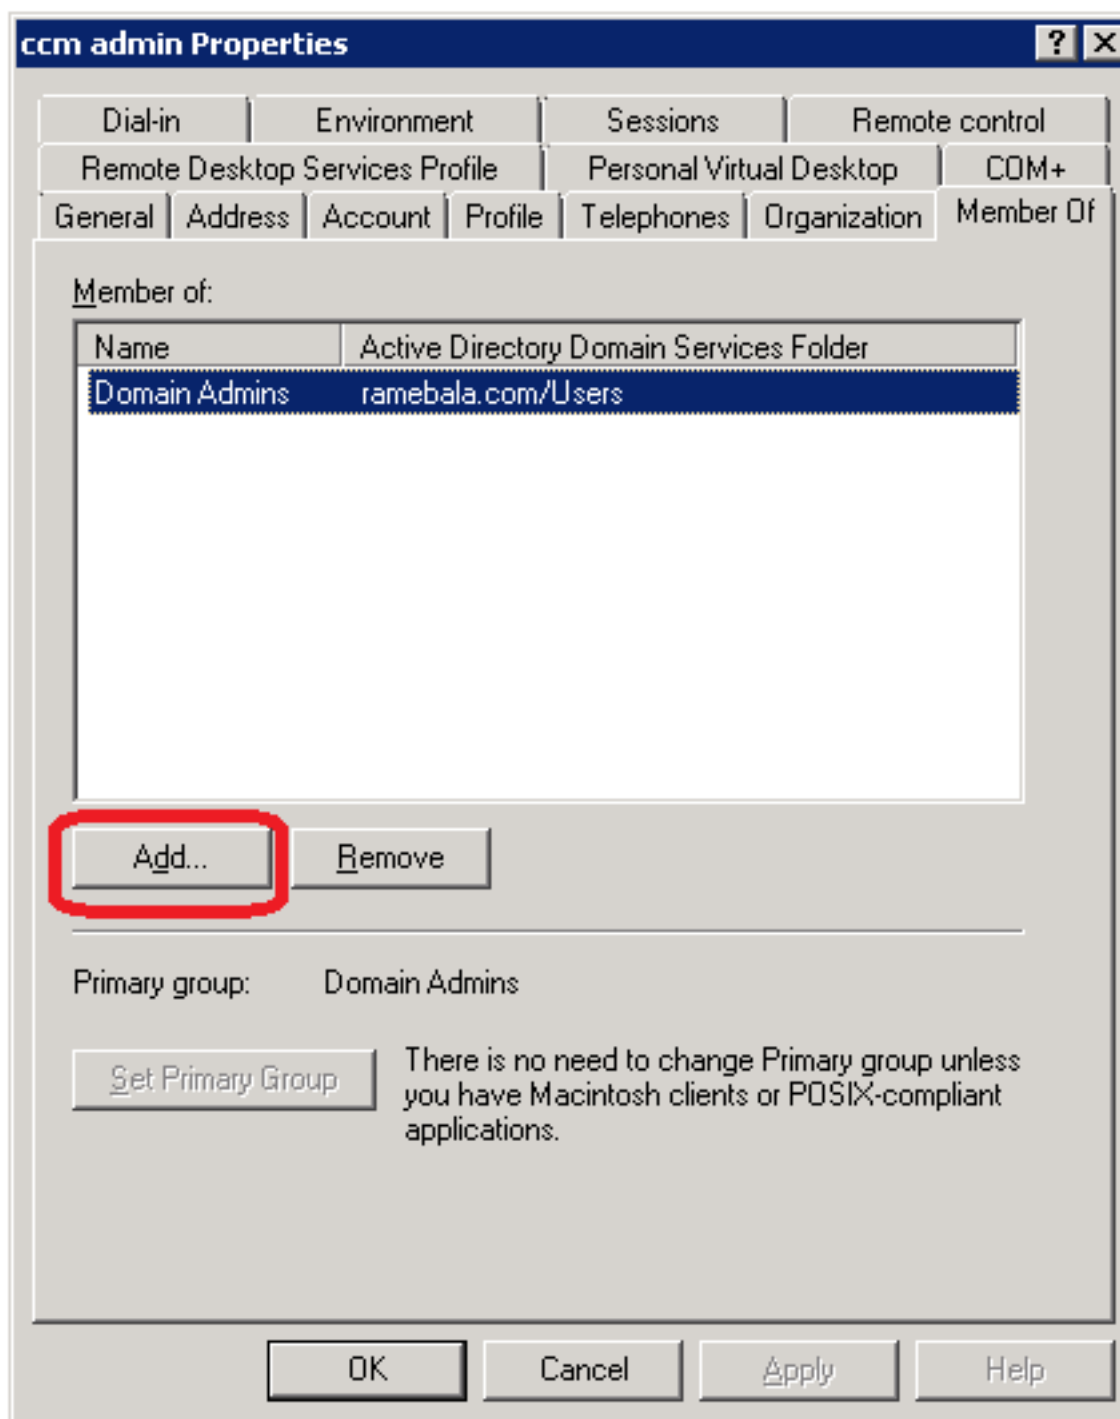 ccm admin Properties
Dial-in Environment Sessions Remote control
Remote Desktop Services Profile Personal Virtual Desktop COM+
General Address Account Profile Telephones Organization Member Of
Member of:
Name Active Directory Domain Services Folder
Domain Admins ramebala.com/Users
Add... Remove
Primary group: Domain Admins
Set Primary Group
There is no need to change Primary group unless
you have Macintosh clients or POSIX-compliant
applications.
OK Cancel Apply Help